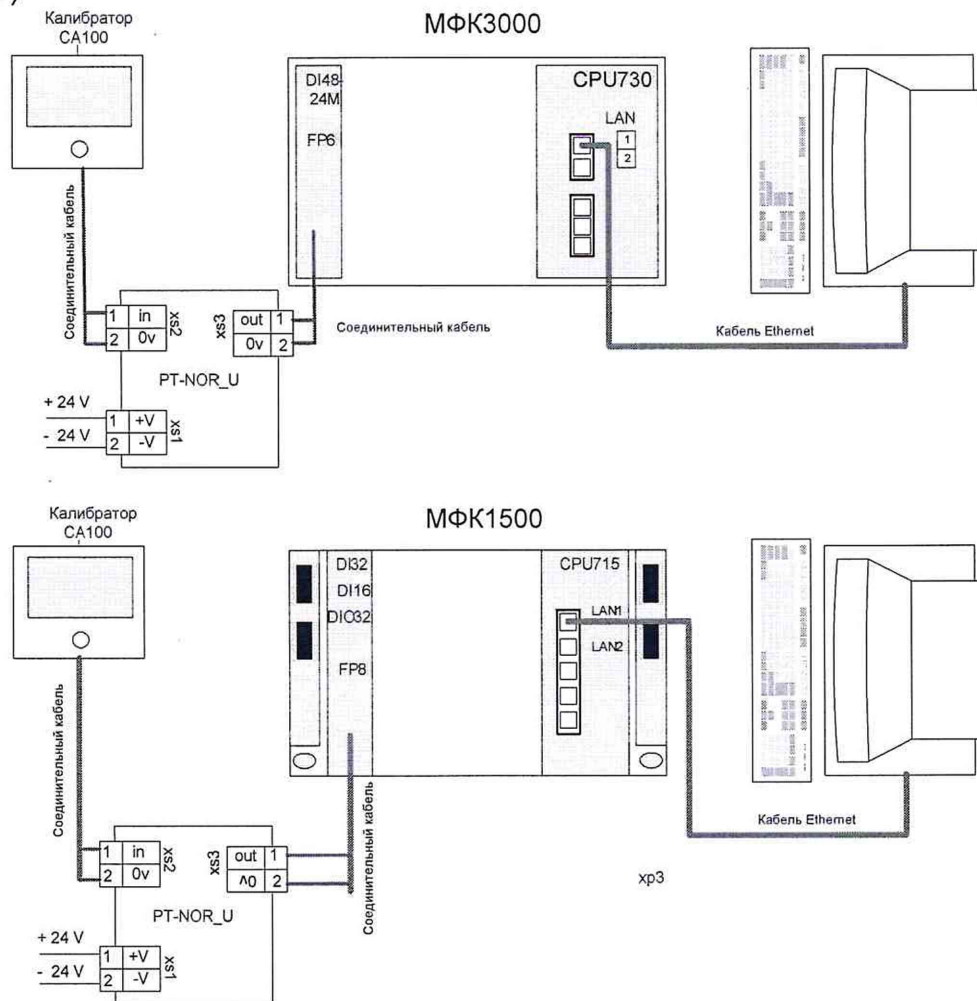 Калибратор
CA100
МФК3000
DI48-
24M
FP6
CPU730
LAN
1
2
Соединительный кабель
1 in
2 0v
xs2
xs3
out 1
0v 2
Соединительный кабель
Кабель Ethernet
PT-NOR_U
+ 24 V
- 24 V
1 +V
2 -V
xs1
Калибратор
CA100
МФК1500
DI32
DI16
DIO32
FP8
CPU715
LAN1
LAN2
Соединительный кабель
1 in
2 0v
xs2
xs3
out 1
0v 2
Соединительный кабель
Кабель Ethernet
xp3
PT-NOR_U
+ 24 V
- 24 V
1 +V
2 -V
xs1